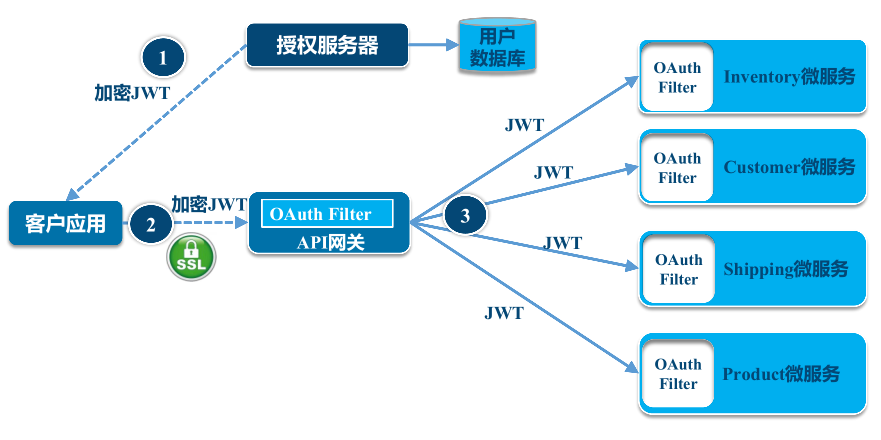 授权服务器
用户
数据库
1
加密JWT
客户应用
2
加密JWT
SSL
OAuth Filter
API网关
3
JWT
JWT
JWT
JWT
OAuth
Filter
Inventory微服务
OAuth
Filter
Customer微服务
OAuth
Filter
Shipping微服务
OAuth
Filter
Product微服务